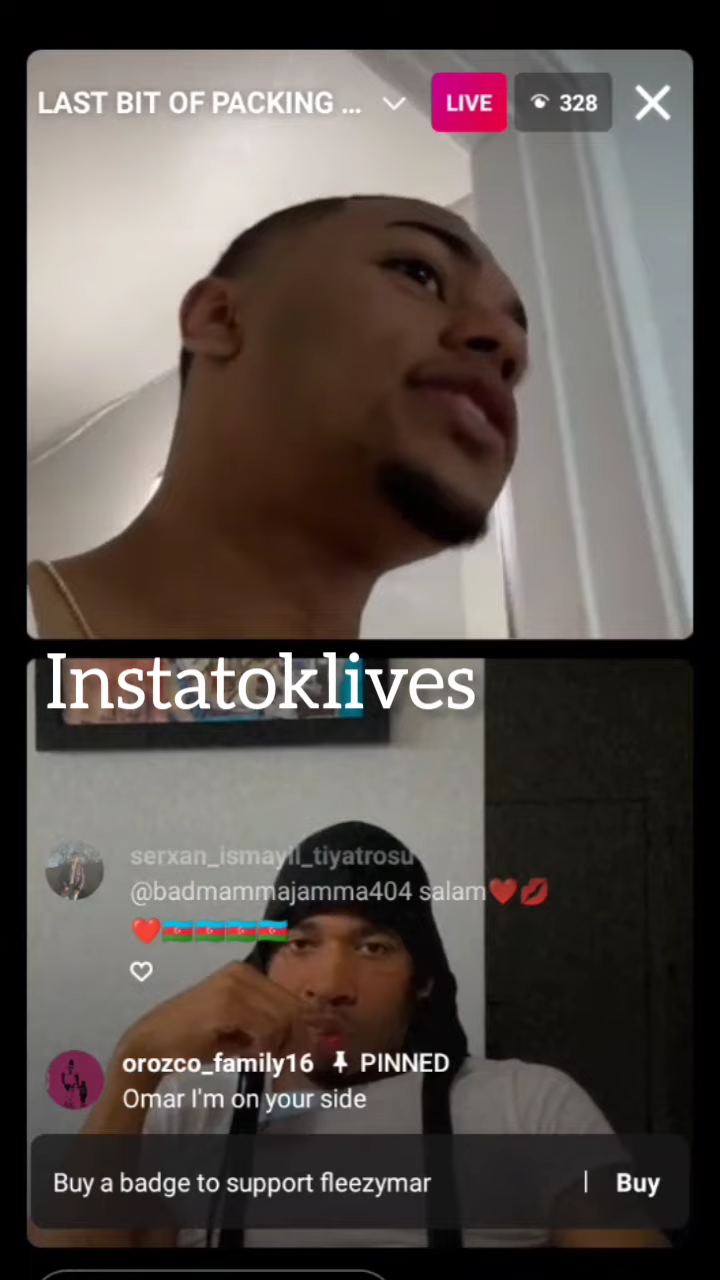 LAST BIT OF PACKING ...
LIVE
328
Instatoklives
serxan_ismayil_tiyatrosu
@badmammajamma404 salam❤️💋
❤️🇦🇿🇦🇿🇦🇿🇦🇿
orozco_family16 📌 PINNED
Omar I'm on your side
Buy a badge to support fleezymar | Buy